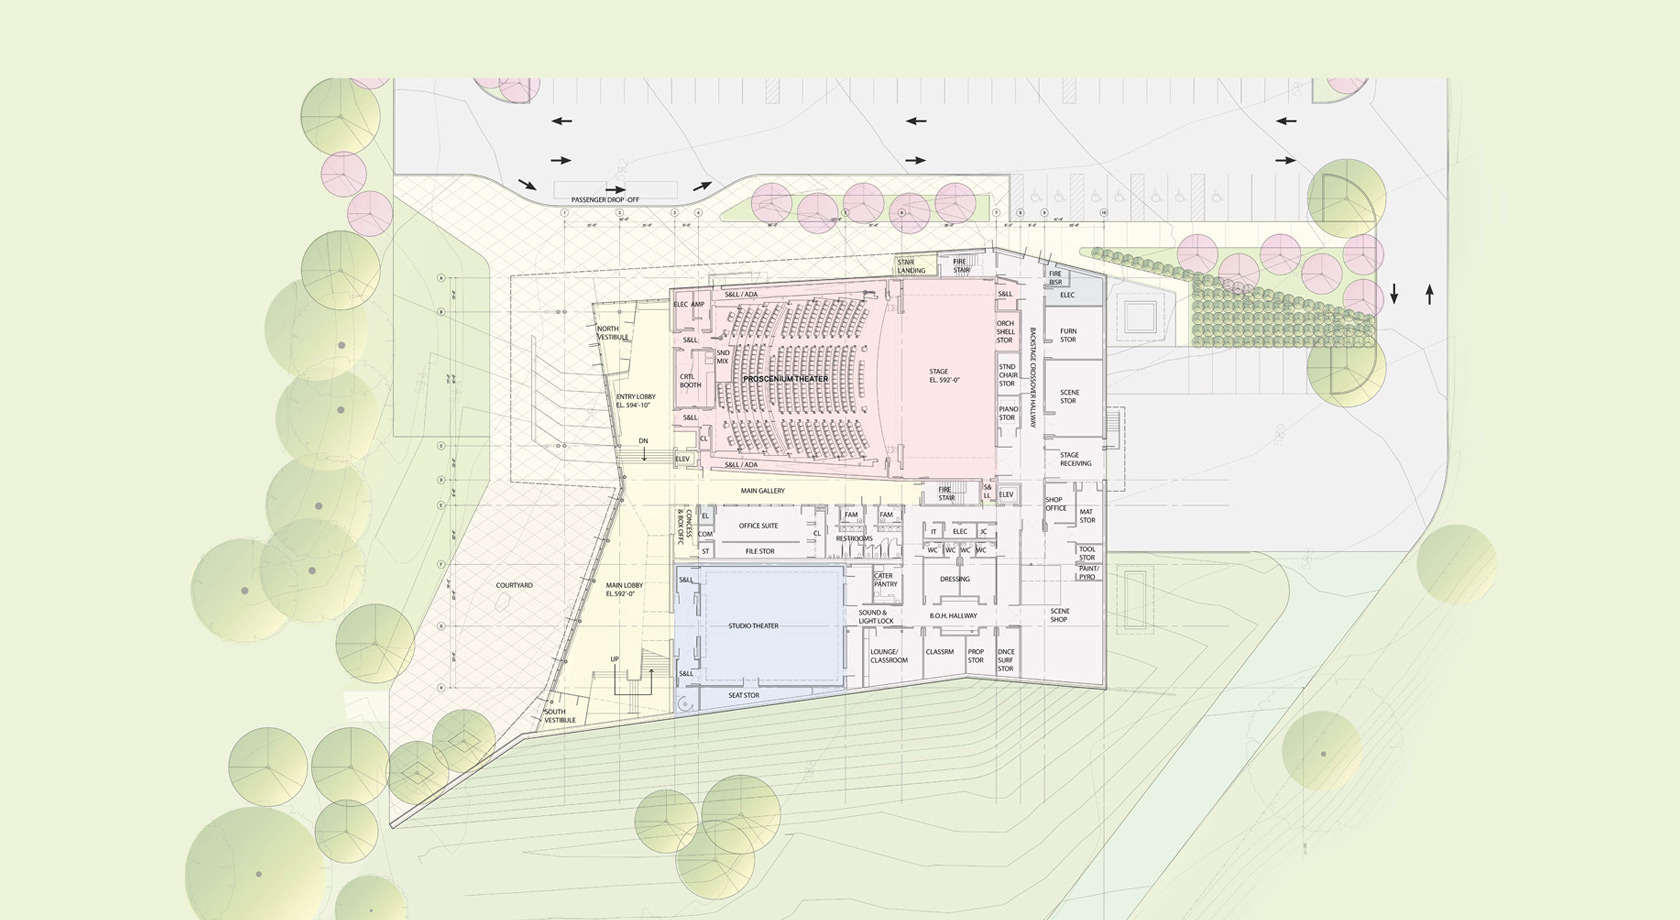 PASSENGER DROP -OFF
STAIR
LANDING
FIRE
STAIR
FIRE
RISR
ELEC
S&LL / ADA
ELEC AMP
S&LL
NORTH
VESTIBULE
S&LL
SND
MIX
ORCH
SHELL
STOR
FURN
STOR
CRTL
BOOTH
PROSCENIUM THEATER
STAGE
EL. 592'-0"
STND
CHAIR
STOR
BACKSTAGE CROSSOVER HALLWAY
SCENE
STOR
ENTRY LOBBY
EL. 594'-10"
S&LL
PIANO
STOR
DN
CL
ELEV
S&LL / ADA
STAGE
RECEIVING
MAIN GALLERY
FIRE
STAIR
S&
LL
ELEV
SHOP
OFFICE
MAT
STOR
CONCESS
& BOX OFFC
EL
OFFICE SUITE
FAM
FAM
COM
CL
RESTROOMS
IT
ELEC
JC
ST
FILE STOR
WC
WC
WC
WC
TOOL
STOR
PAINT/
PYRO
COURTYARD
MAIN LOBBY
EL.592'-0"
S&LL
CATER
PANTRY
DRESSING
STUDIO THEATER
SOUND &
LIGHT LOCK
B.O.H. HALLWAY
SCENE
SHOP
UP
S&LL
LOUNGE/
CLASSROOM
CLASSRM
PROP
STOR
DNCE
SURF
STOR
SEAT STOR
SOUTH
VESTIBULE